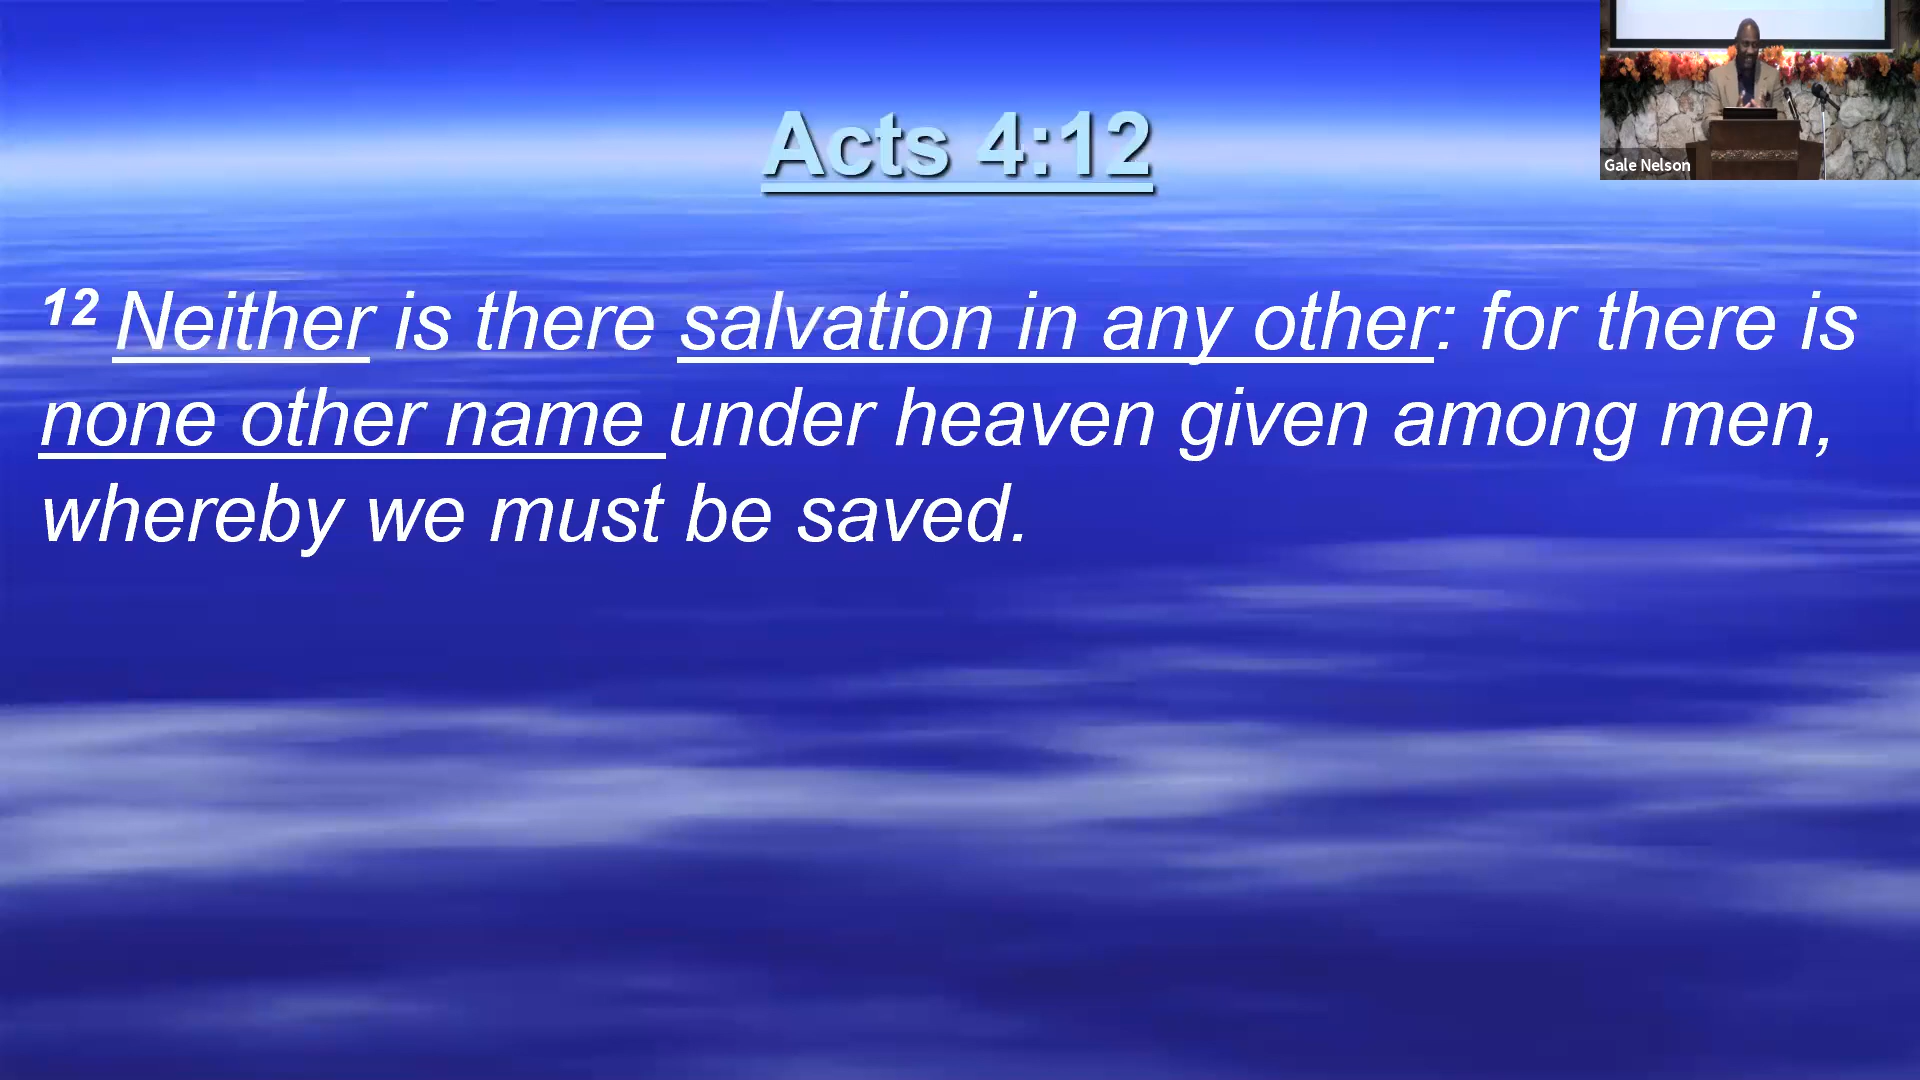 Acts 4:12
Gale Nelson
12 Neither is there salvation in any other: for there is
none other name under heaven given among men,
whereby we must be saved.